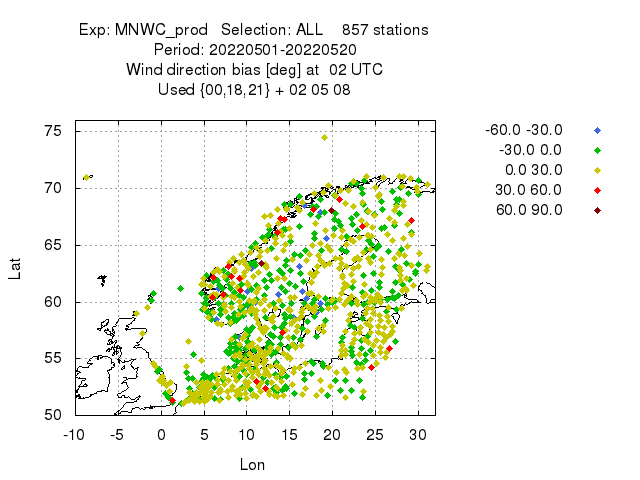 Exp: MNWC_prod Selection: ALL 857 stations
Period: 20220501-20220520
Wind direction bias [deg] at 02 UTC
Used {00,18,21} + 02 05 08
-60.0 -30.0
-30.0 0.0
0.0 30.0
30.0 60.0
60.0 90.0
75
70
65
60
55
50
Lat
-10 -5 0 5 10 15 20 25 30
Lon